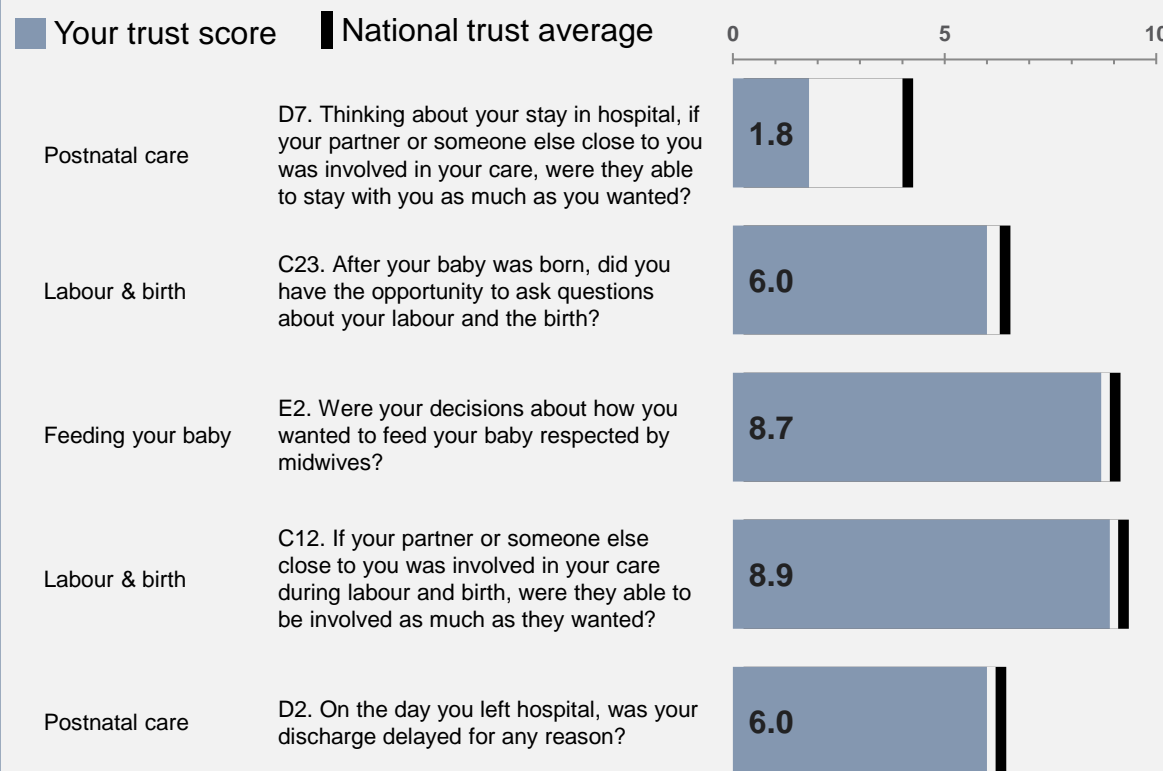 Your trust score
National trust average
0
5
10
Postnatal care
D7. Thinking about your stay in hospital, if
your partner or someone else close to you
was involved in your care, were they able
to stay with you as much as you wanted?
1.8
Labour & birth
C23. After your baby was born, did you
have the opportunity to ask questions
about your labour and the birth?
6.0
Feeding your baby
E2. Were your decisions about how you
wanted to feed your baby respected by
midwives?
8.7
Labour & birth
C12. If your partner or someone else
close to you was involved in your care
during labour and birth, were they able to
be involved as much as they wanted?
8.9
Postnatal care
D2. On the day you left hospital, was your
discharge delayed for any reason?
6.0